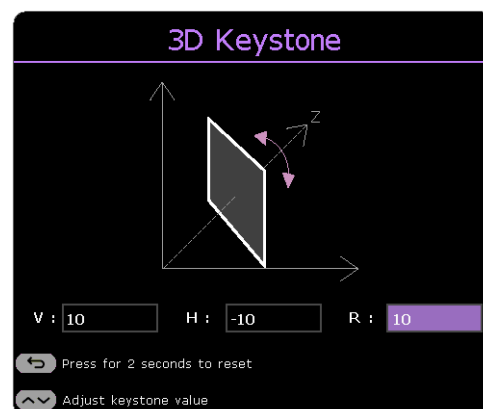 3D Keystone
Z
V : 10 H : -10 R : 10
Press for 2 seconds to reset
Adjust keystone value